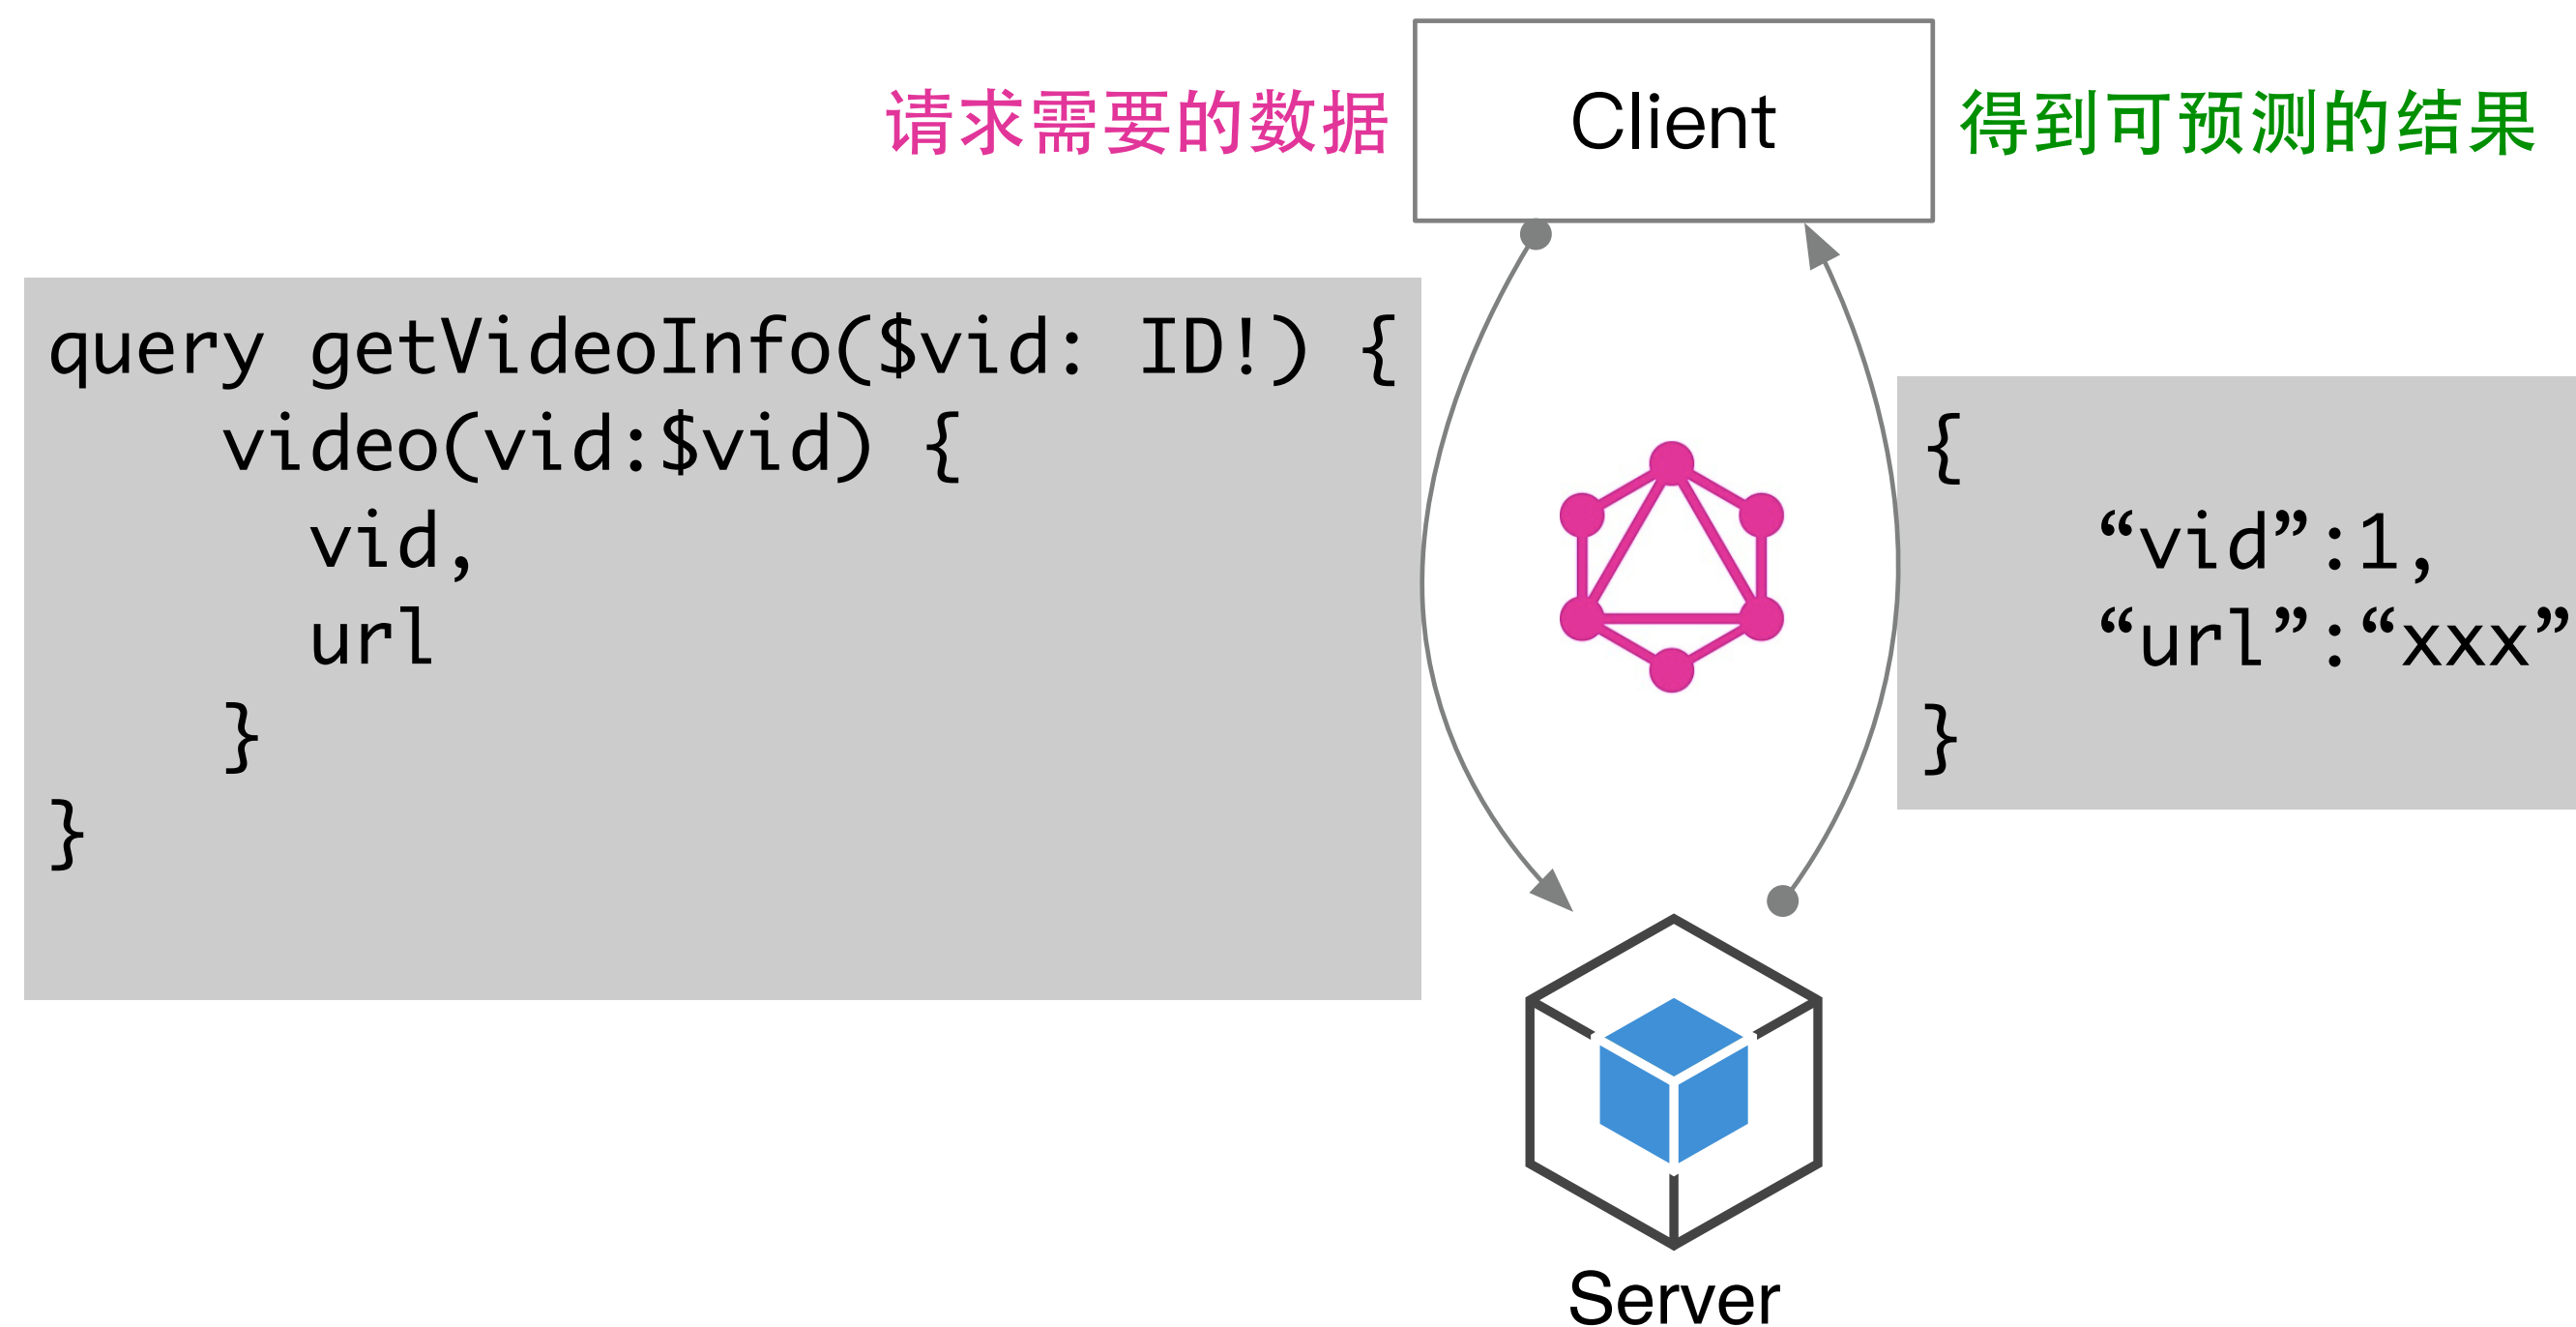 请求需要的数据
Client
得到可预测的结果
query getVideoInfo($vid: ID!) {
video(vid:$vid) {
vid,
url
}
}
{
“vid”:1,
“url”:“xxx”
}
Server